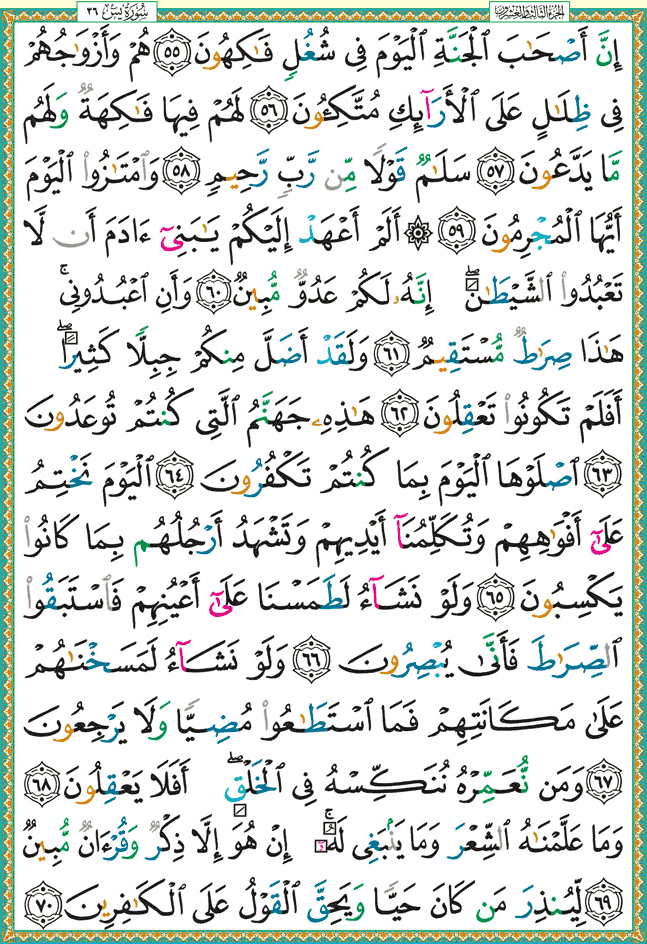 سُورَةُ يسٓ ٣٦
الجزء الثالث والعشرون
إِنَّ أَصْحَٰبَ ٱلْجَنَّةِ ٱلْيَوْمَ فِى شُغُلٍ فَٰكِهُونَ ٥٥ هُمْ وَأَزْوَٰجُهُمْ
فِى ظِلَٰلٍ عَلَى ٱلْأَرَآئِكِ مُتَّكِـُٔونَ ٥٦ لَهُمْ فِيهَا فَٰكِهَةٌ وَلَهُم
مَّا يَدَّعُونَ ٥٧ سَلَٰمٌ قَوْلًا مِّن رَّبٍّ رَّحِيمٍ ٥٨ وَٱمْتَٰزُوا۟ ٱلْيَوْمَ
أَيُّهَا ٱلْمُجْرِمُونَ ٥٩ ۞ أَلَمْ أَعْهَدْ إِلَيْكُمْ يَٰبَنِىٓ ءَادَمَ أَن لَّا
تَعْبُدُوا۟ ٱلشَّيْطَٰنَ ۖ إِنَّهُۥ لَكُمْ عَدُوٌّ مُّبِينٌ ٦٠ وَأَنِ ٱعْبُدُونِى ۚ
هَٰذَا صِرَٰطٌ مُّسْتَقِيمٌ ٦١ وَلَقَدْ أَضَلَّ مِنكُمْ جِبِلًّا كَثِيرًا ۖ
أَفَلَمْ تَكُونُوا۟ تَعْقِلُونَ ٦٢ هَٰذِهِۦ جَهَنَّمُ ٱلَّتِى كُنتُمْ تُوعَدُونَ
٦٣ ٱصْلَوْهَا ٱلْيَوْمَ بِمَا كُنتُمْ تَكْفُرُونَ ٦٤ ٱلْيَوْمَ نَخْتِمُ
عَلَىٰٓ أَفْوَٰهِهِمْ وَتُكَلِّمُنَآ أَيْدِيهِمْ وَتَشْهَدُ أَرْجُلُهُم بِمَا كَانُوا۟
يَكْسِبُونَ ٦٥ وَلَوْ نَشَآءُ لَطَمَسْنَا عَلَىٰٓ أَعْيُنِهِمْ فَٱسْتَبَقُوا۟
ٱلصِّرَٰطَ فَأَنَّىٰ يُبْصِرُونَ ٦٦ وَلَوْ نَشَآءُ لَمَسَخْنَٰهُمْ
عَلَىٰ مَكَانَتِهِمْ فَمَا ٱسْتَطَٰعُوا۟ مُضِيًّا وَلَا يَرْجِعُونَ
٦٧ وَمَن نُّعَمِّرْهُ نُنَكِّسْهُ فِى ٱلْخَلْقِ ۖ أَفَلَا يَعْقِلُونَ ٦٨
وَمَا عَلَّمْنَٰهُ ٱلشِّعْرَ وَمَا يَنۢبَغِى لَهُۥٓ ۚ إِنْ هُوَ إِلَّا ذِكْرٌ وَقُرْءَانٌ مُّبِينٌ
٦٩ لِّيُنذِرَ مَن كَانَ حَيًّا وَيَحِقَّ ٱلْقَوْلُ عَلَى ٱلْكَٰفِرِينَ ٧٠